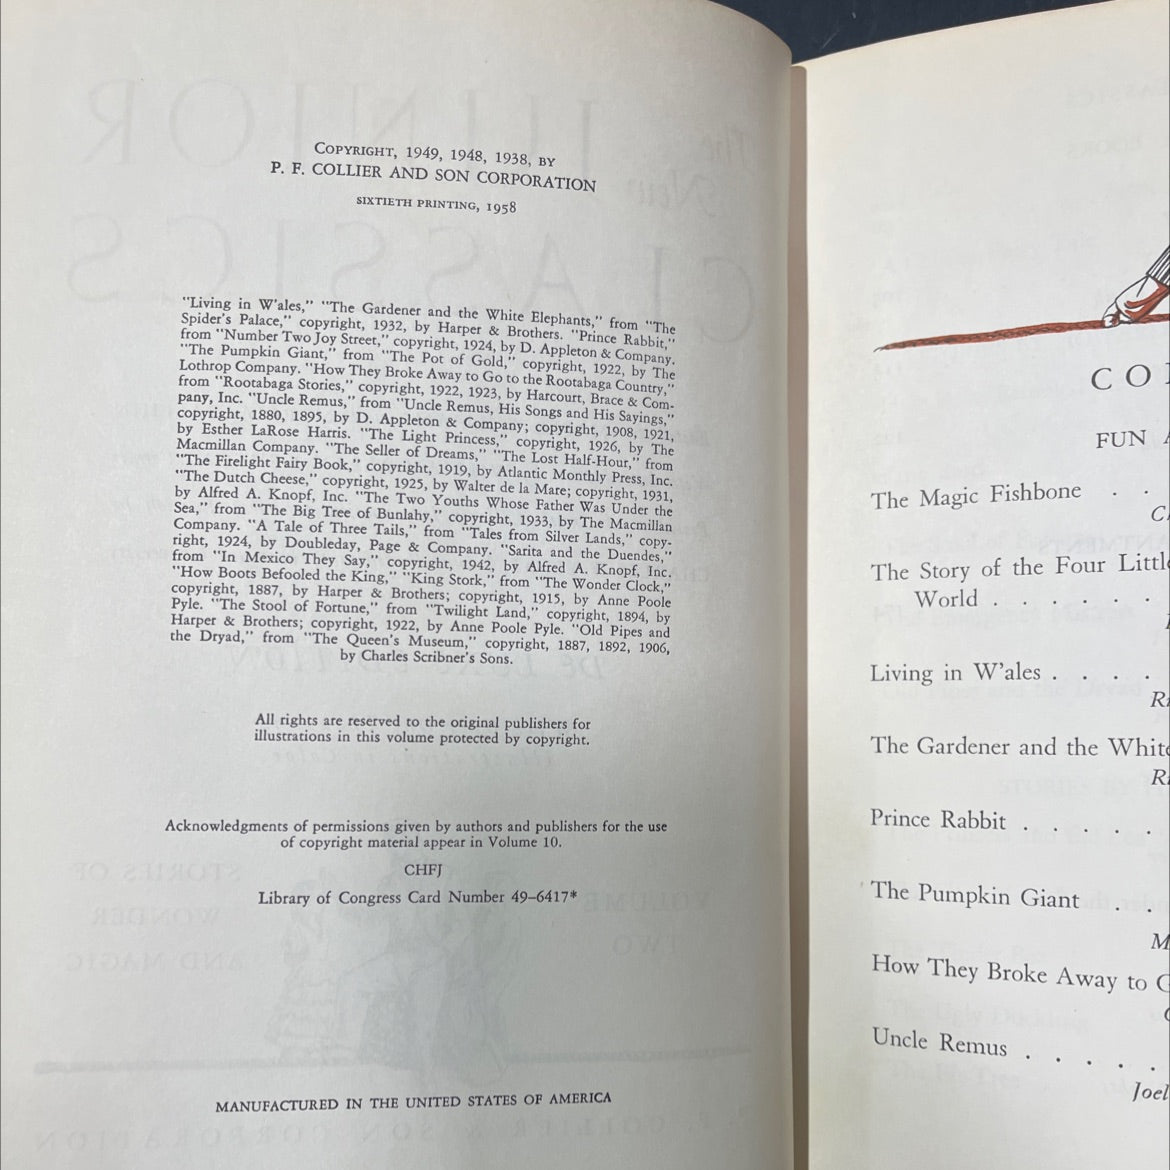 COPYRIGHT, 1949, 1948, 1938, BY
P. F. COLLIER AND SON CORPORATION
SIXTIETH PRINTING, 1958
"Living in W'ales," "The Gardener and the White Elephants," from "The
Spider's Palace," copyright, 1932, by Harper & Brothers. "Prince Rabbit,"
from "Number Two Joy Street," copyright, 1924, by D. Appleton & Company.
"The Pumpkin Giant," from "The Pot of Gold," copyright, 1922, by The
Lothrop Company. "How They Broke Away to Go to the Rootabaga Country,"
from "Rootabaga Stories," copyright, 1922, 1923, by Harcourt, Brace & Com-
pany, Inc. "Uncle Remus," from "Uncle Remus, His Songs and His Sayings,"
copyright, 1880, 1895, by D. Appleton & Company; copyright, 1908, 1921,
by Esther LaRose Harris. "The Light Princess," copyright, 1926, by The
Macmillan Company. "The Seller of Dreams," "The Lost Half-Hour," from
"The Firelight Fairy Book," copyright, 1919, by Atlantic Monthly Press, Inc.
"The Dutch Cheese," copyright, 1925, by Walter de la Mare; copyright, 1931,
by Alfred A. Knopf, Inc. "The Two Youths Whose Father Was Under the
Sea," from "The Big Tree of Bunlahy," copyright, 1933, by The Macmillan
Company. "A Tale of Three Tails," from "Tales from Silver Lands," copy-
right, 1924, by Doubleday, Page & Company. "Sarita and the Duendes,"
from "In Mexico They Say," copyright, 1942, by Alfred A. Knopf, Inc.
"How Boots Befooled the King," "King Stork," from "The Wonder Clock,"
copyright, 1887, by Harper & Brothers; copyright, 1915, by Anne Poole
Pyle. "The Stool of Fortune," from "Twilight Land," copyright, 1894, by
Harper & Brothers; copyright, 1922, by Anne Poole Pyle. "Old Pipes and
the Dryad," from "The Queen's Museum," copyright, 1887, 1892, 1906,
by Charles Scribner's Sons.
All rights are reserved to the original publishers for
illustrations in this volume protected by copyright.
Acknowledgments of permissions given by authors and publishers for the use
of copyright material appear in Volume 10.
CHFJ
Library of Congress Card Number 49–6417*
MANUFACTURED IN THE UNITED STATES OF AMERICA
CO
FUN
The Magic Fishbone . .
The Story of the Four Little
World . . . . . .
Living in W'ales . . . .
The Gardener and the White
Prince Rabbit . . . . .
The Pumpkin Giant . .
How They Broke Away to
Uncle Remus . . . . .
Joel